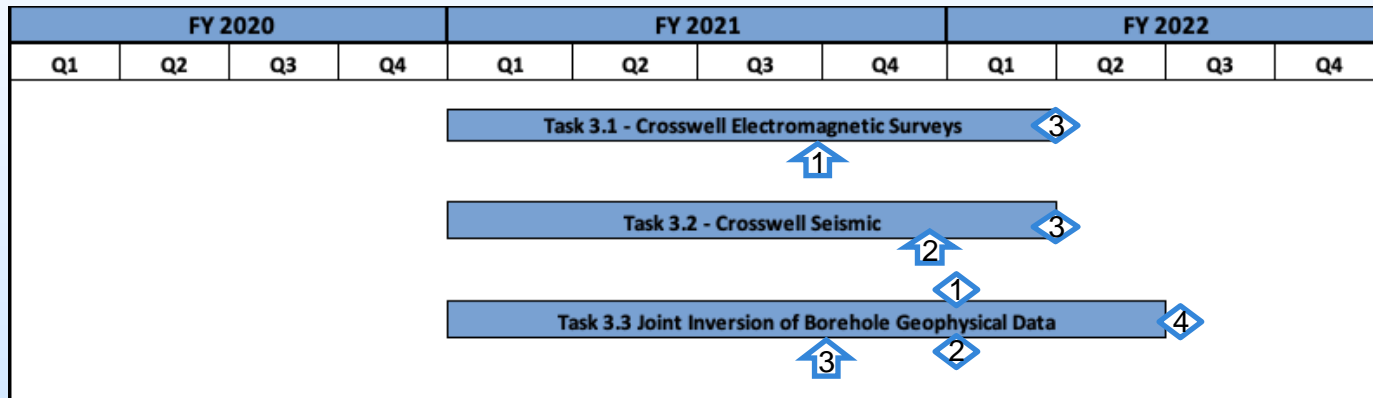 FY 2020 FY 2021 FY 2022
Q1 Q2 Q3 Q4 Q1 Q2 Q3 Q4 Q1 Q2 Q3 Q4
Task 3.1 - Crosswell Electromagnetic Surveys 3
1
Task 3.2 - Crosswell Seismic 3
2
1
Task 3.3 Joint Inversion of Borehole Geophysical Data 4
3 2